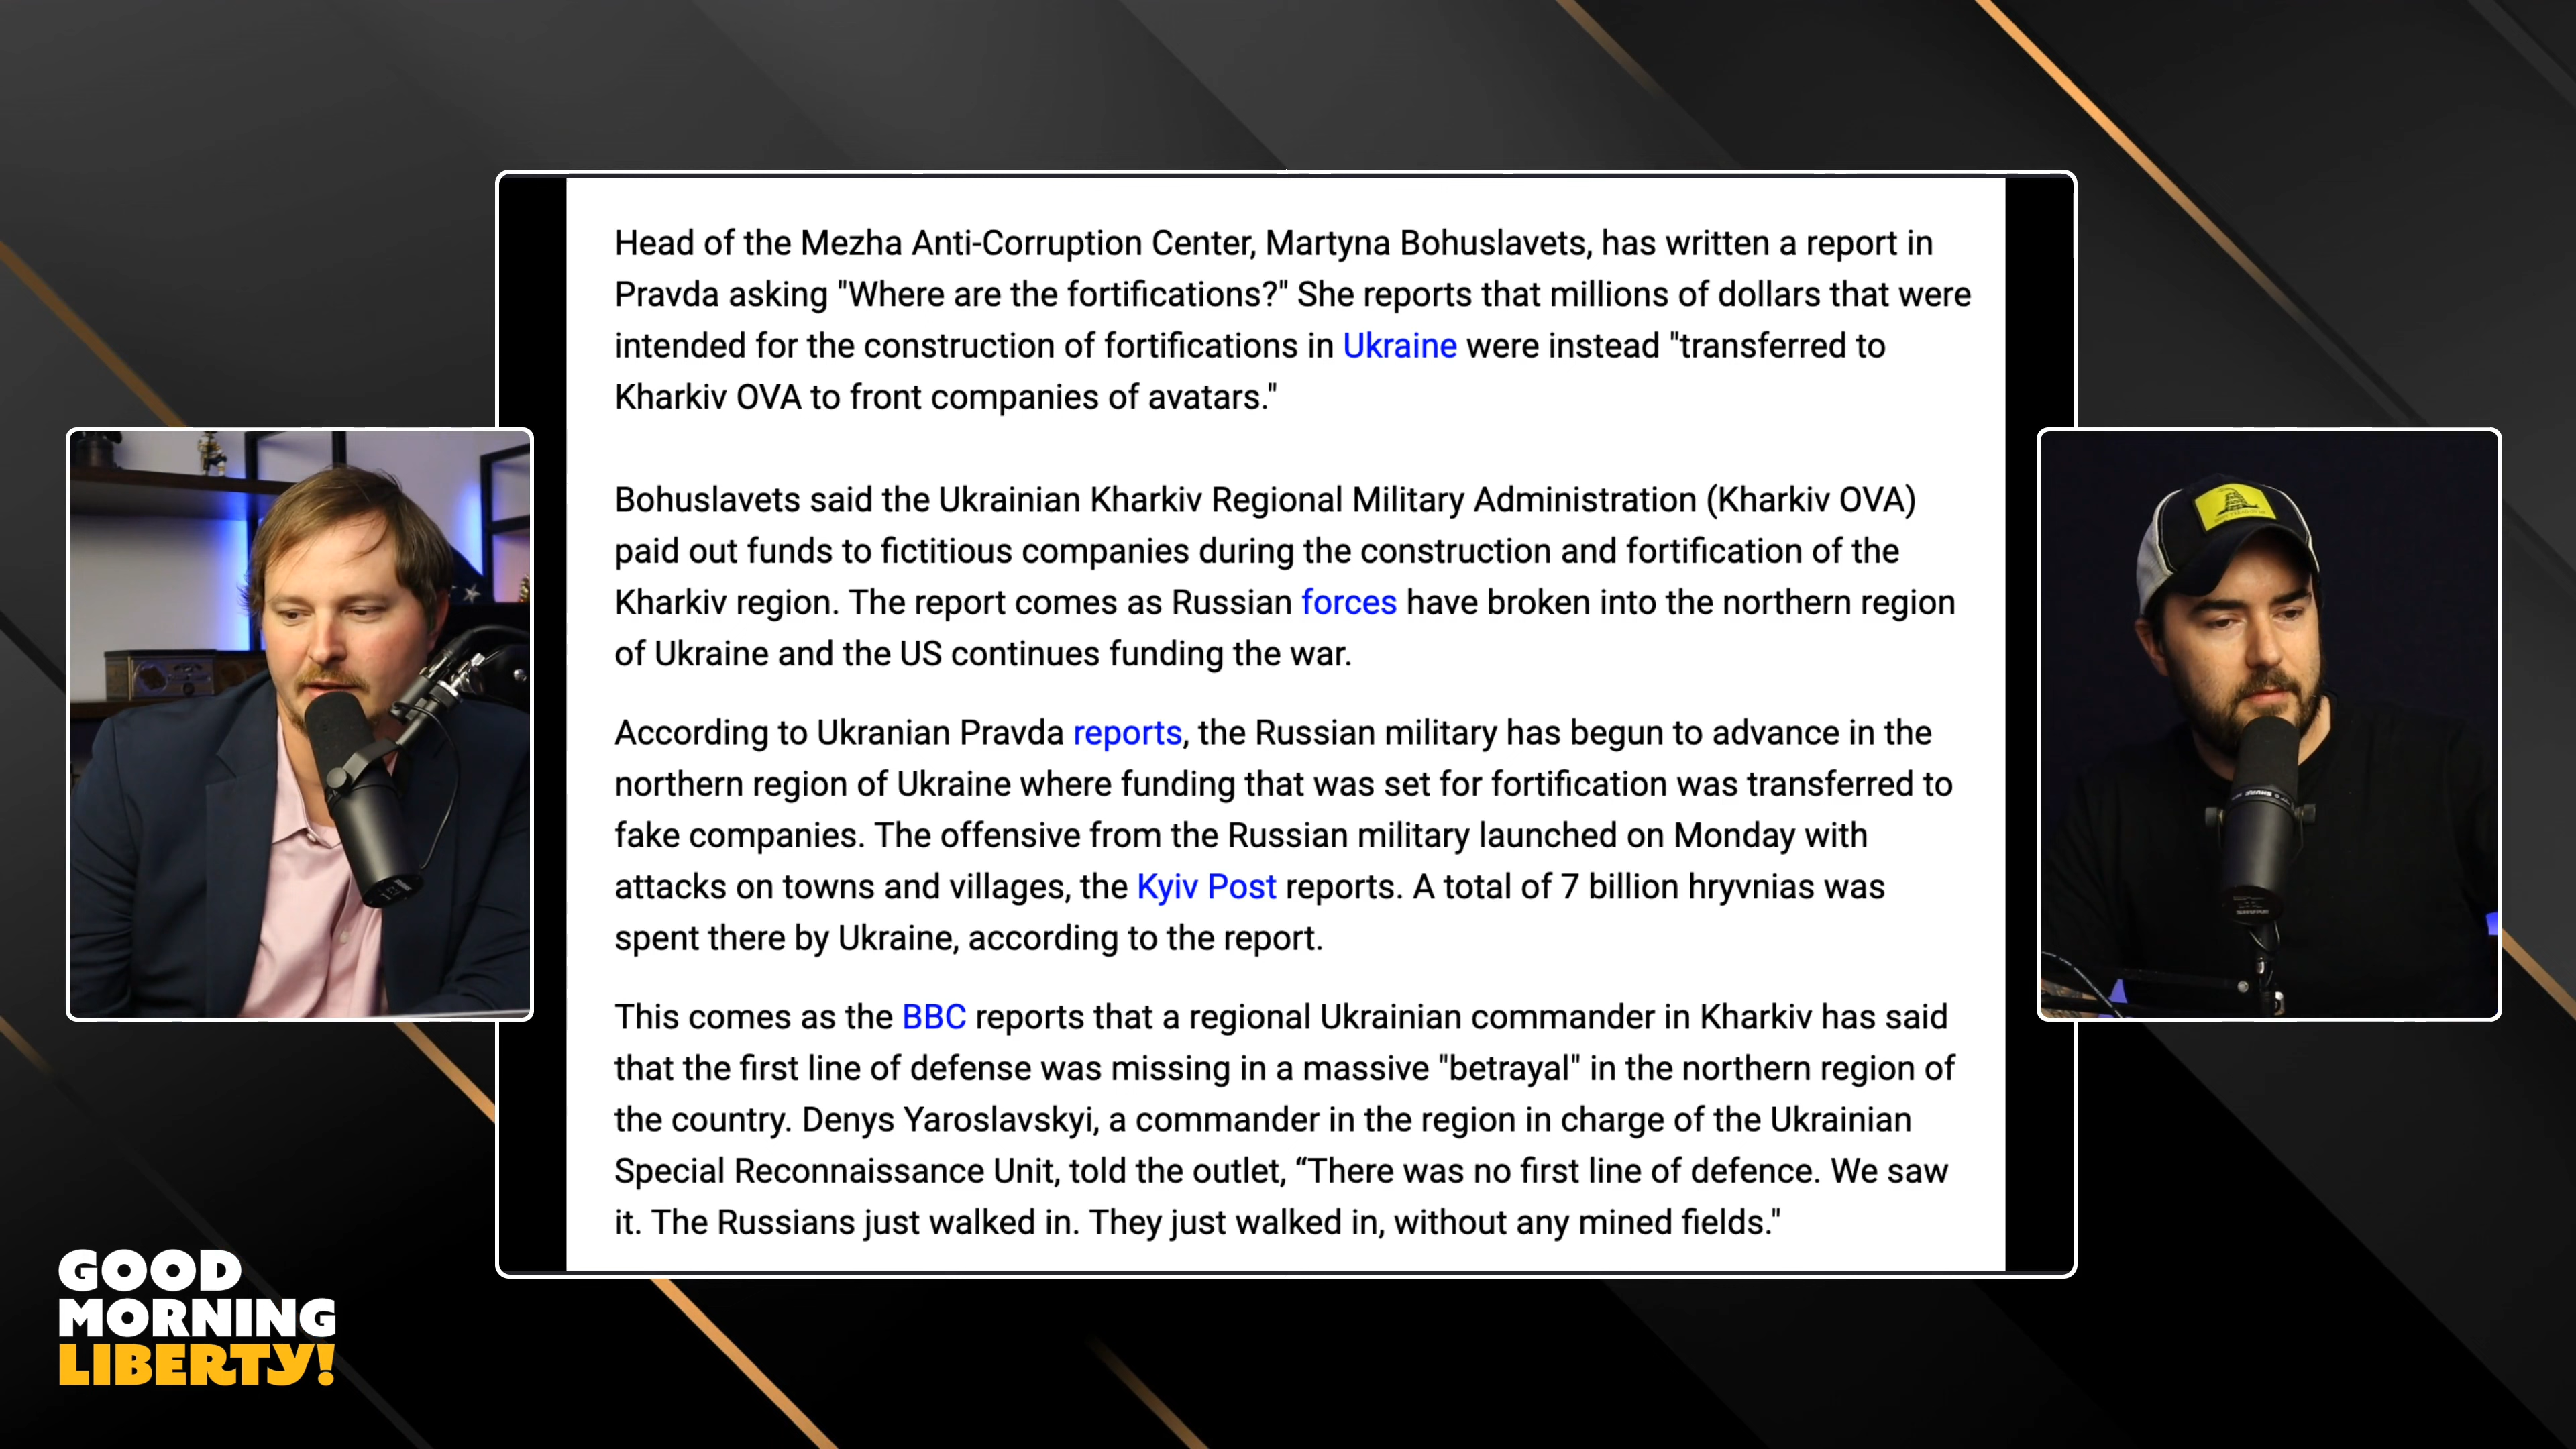 Head of the Mezha Anti-Corruption Center, Martyna Bohuslavets, has written a report in
Pravda asking "Where are the fortifications?" She reports that millions of dollars that were
intended for the construction of fortifications in Ukraine were instead "transferred to
Kharkiv OVA to front companies of avatars."
Bohuslavets said the Ukrainian Kharkiv Regional Military Administration (Kharkiv OVA)
paid out funds to fictitious companies during the construction and fortification of the
Kharkiv region. The report comes as Russian forces have broken into the northern region
of Ukraine and the US continues funding the war.
According to Ukranian Pravda reports, the Russian military has begun to advance in the
northern region of Ukraine where funding that was set for fortification was transferred to
fake companies. The offensive from the Russian military launched on Monday with
attacks on towns and villages, the Kyiv Post reports. A total of 7 billion hryvnias was
spent there by Ukraine, according to the report.
This comes as the BBC reports that a regional Ukrainian commander in Kharkiv has said
that the first line of defense was missing in a massive "betrayal" in the northern region of
the country. Denys Yaroslavskyi, a commander in the region in charge of the Ukrainian
Special Reconnaissance Unit, told the outlet, “There was no first line of defence. We saw
it. The Russians just walked in. They just walked in, without any mined fields."
GOOD
MORNING
LIBERTY!